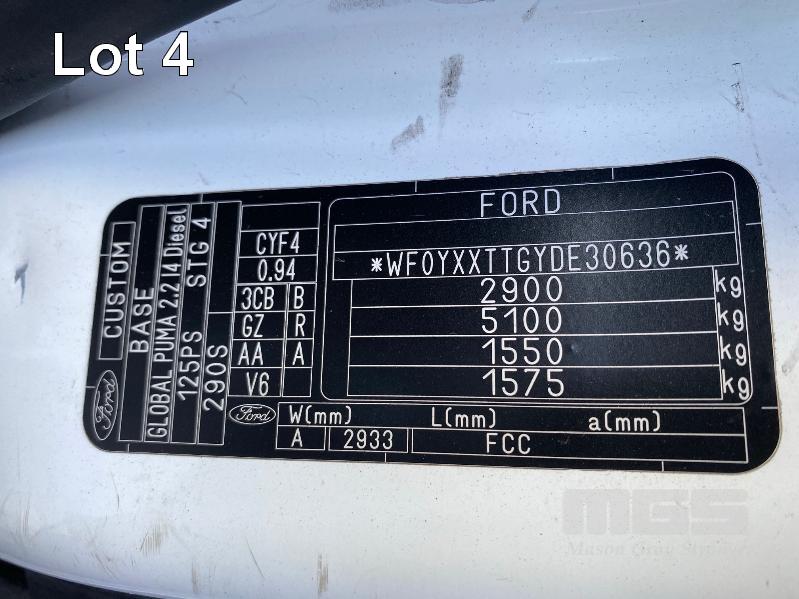 Lot 4
CUSTOM
BASE
GLOBAL PUMA 2.2 I4 Diesel
125PS STG 4
290S
Ford
CYF4
0.94
3CB B
GZ R
AA A
V6
FORD
*WF0YXXTTGYDE30636*
2900 kg
5100 kg
1550 kg
1575 kg
Ford
W(mm) L(mm) a(mm)
A 2933 FCC
MGS
Mason Gray Strange